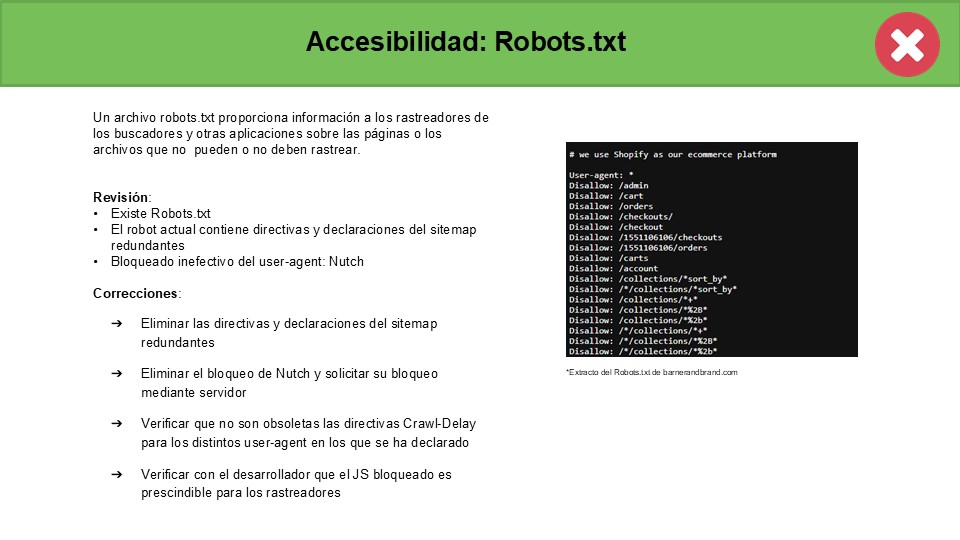 Accesibilidad: Robots.txt
Un archivo robots.txt proporciona información a los rastreadores de
los buscadores y otras aplicaciones sobre las páginas o los
archivos que no pueden o no deben rastrear.
Revisión:
• Existe Robots.txt
• El robot actual contiene directivas y declaraciones del sitemap
redundantes
• Bloqueado inefectivo del user-agent: Nutch
Correcciones:
➔ Eliminar las directivas y declaraciones del sitemap
redundantes
➔ Eliminar el bloqueo de Nutch y solicitar su bloqueo
mediante servidor
➔ Verificar que no son obsoletas las directivas Crawl-Delay
para los distintos user-agent en los que se ha declarado
➔ Verificar con el desarrollador que el JS bloqueado es
prescindible para los rastreadores
# we use Shopify as our ecommerce platform
User-agent: *
Disallow: /admin
Disallow: /cart
Disallow: /orders
Disallow: /checkouts/
Disallow: /checkout
Disallow: /1551106106/checkouts
Disallow: /1551106106/orders
Disallow: /carts
Disallow: /account
Disallow: /collections/*sort_by*
Disallow: /*/collections/*sort_by*
Disallow: /collections/*+*
Disallow: /collections/*%2B*
Disallow: /collections/*%2b*
Disallow: /*/collections/*+*
Disallow: /*/collections/*%2B*
Disallow: /*/collections/*%2b*
*Extracto del Robots.txt de barnerandbrand.com